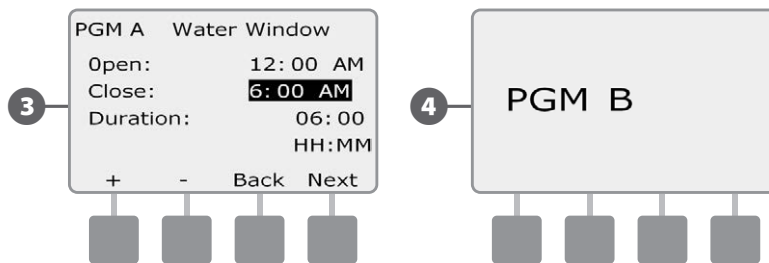 PGM A Water Window
Open: 12:00 AM
Close: 6:00 AM
Duration: 06:00
HH:MM
+ - Back Next
3
PGM B
4